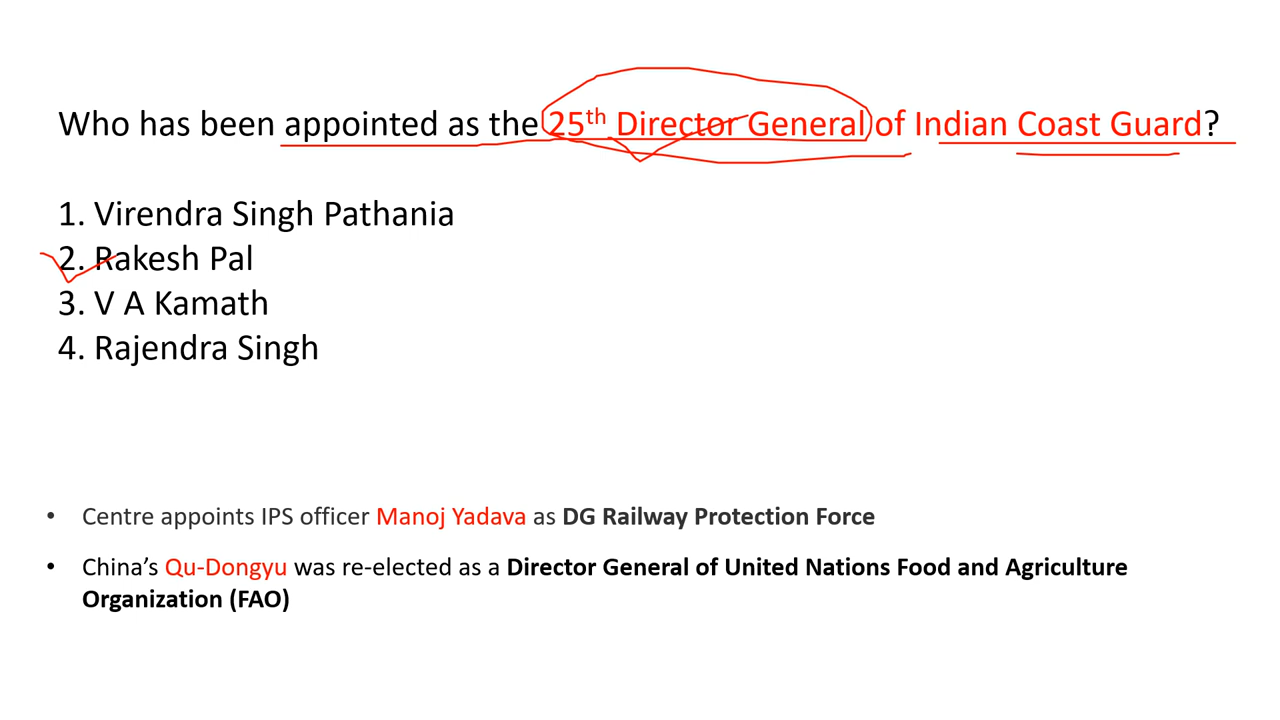 Who has been appointed as the 25th Director General of Indian Coast Guard?
1. Virendra Singh Pathania
2. Rakesh Pal
3. V A Kamath
4. Rajendra Singh
• Centre appoints IPS officer Manoj Yadava as DG Railway Protection Force
• China’s Qu-Dongyu was re-elected as a Director General of United Nations Food and Agriculture
Organization (FAO)